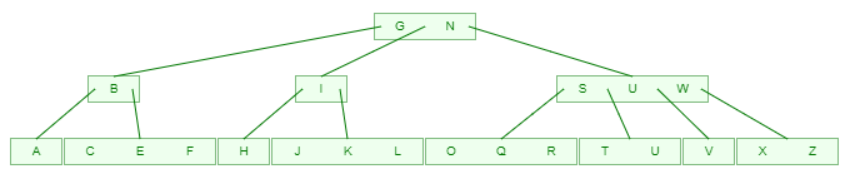 G N
B I S U W
A C E F H J K L O Q R T U V X Z